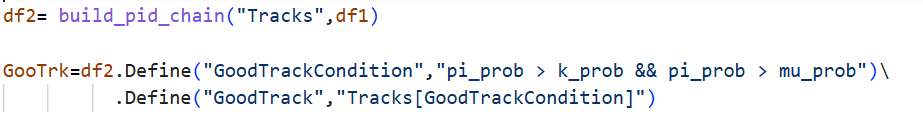 df2= build_pid_chain("Tracks",df1)
GooTrk=df2.Define("GoodTrackCondition","pi_prob > k_prob && pi_prob > mu_prob")\
.Define("GoodTrack","Tracks[GoodTrackCondition]")